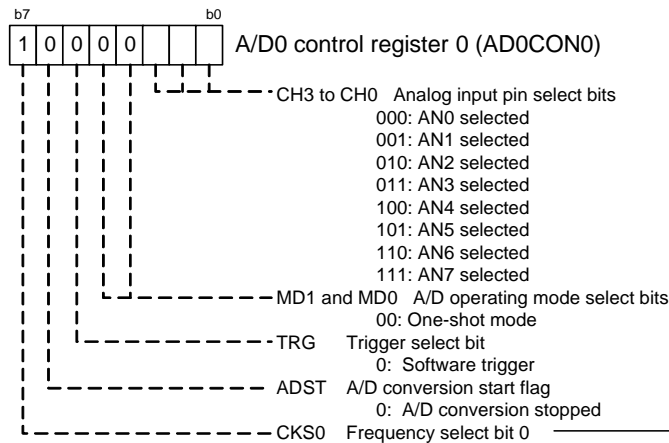 b7 b0
1 0 0 0 0 A/D0 control register 0 (AD0CON0)
CH3 to CH0 Analog input pin select bits
000: AN0 selected
001: AN1 selected
010: AN2 selected
011: AN3 selected
100: AN4 selected
101: AN5 selected
110: AN6 selected
111: AN7 selected
MD1 and MD0 A/D operating mode select bits
00: One-shot mode
TRG Trigger select bit
0: Software trigger
ADST A/D conversion start flag
0: A/D conversion stopped
CKS0 Frequency select bit 0